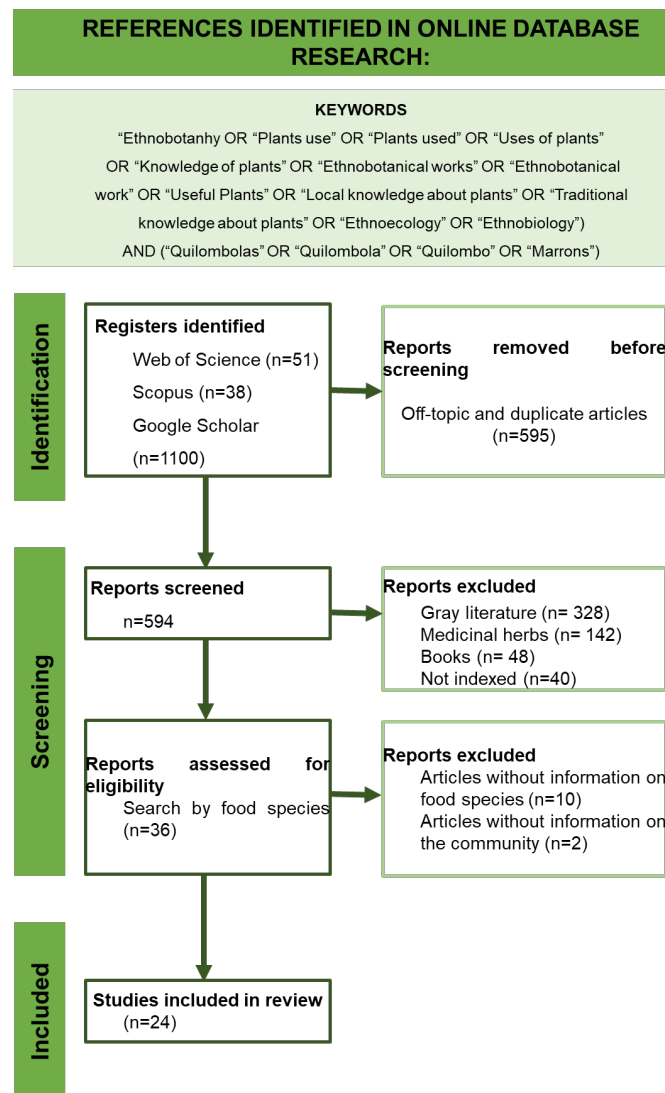 REFERENCES IDENTIFIED IN ONLINE DATABASE
RESEARCH:
KEYWORDS
“Ethnobotanhy OR “Plants use” OR “Plants used” OR “Uses of plants”
OR “Knowledge of plants” OR “Ethnobotanical works” OR “Ethnobotanical
work” OR “Useful Plants” OR “Local knowledge about plants” OR “Traditional
knowledge about plants” OR “Ethnoecology” OR “Ethnobiology”)
AND (“Quilombolas” OR “Quilombola” OR “Quilombo” OR “Marrons”)
Identification
Registers identified
Web of Science (n=51)
Scopus (n=38)
Google Scholar
(n=1100)
Reports removed before
screening
Off-topic and duplicate articles
(n=595)
Screening
Reports screened
n=594
Reports excluded
Gray literature (n= 328)
Medicinal herbs (n= 142)
Books (n= 48)
Not indexed (n=40)
Reports assessed for
eligibility
Search by food species
(n=36)
Reports excluded
Articles without information on
food species (n=10)
Articles without information on
the community (n=2)
Included
Studies included in review
(n=24)